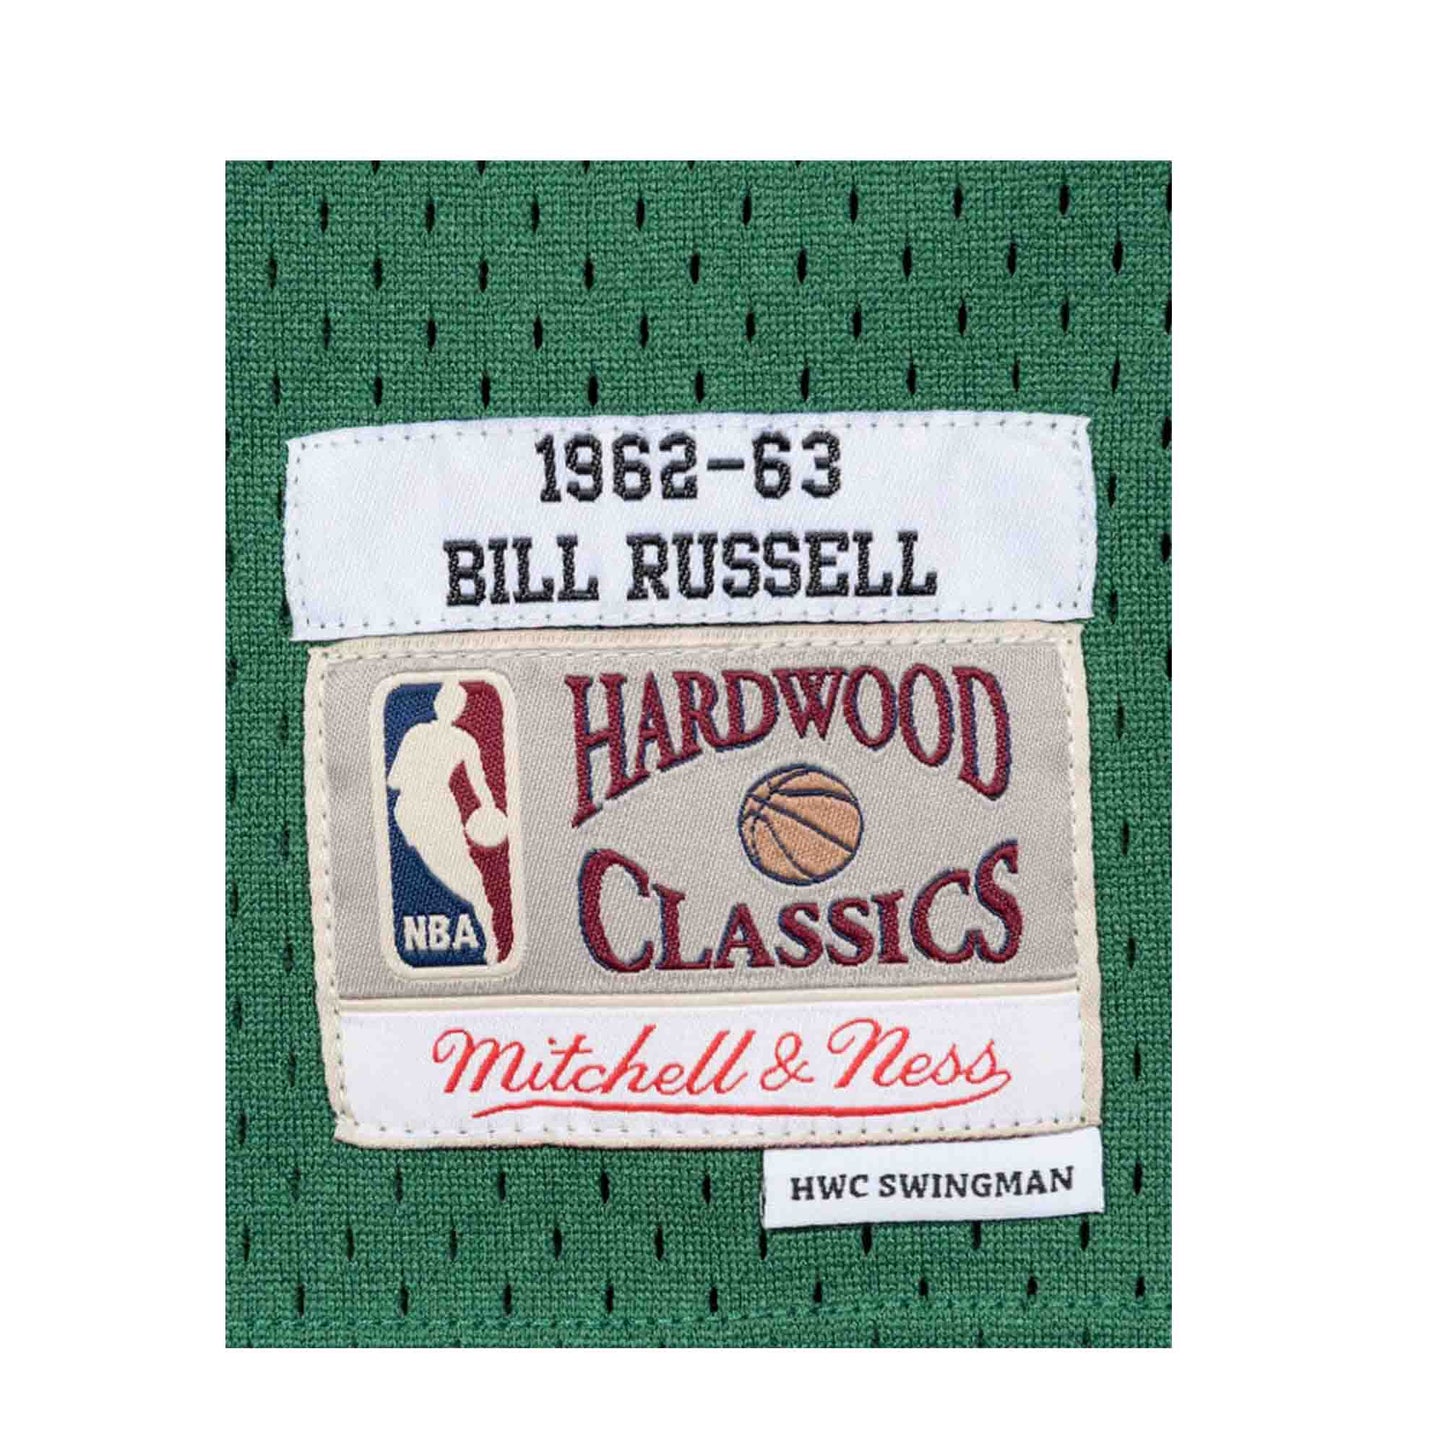 1962-63
BILL RUSSELL
NBA
HARDWOOD
CLASSICS
Mitchell & Ness
HWC SWINGMAN